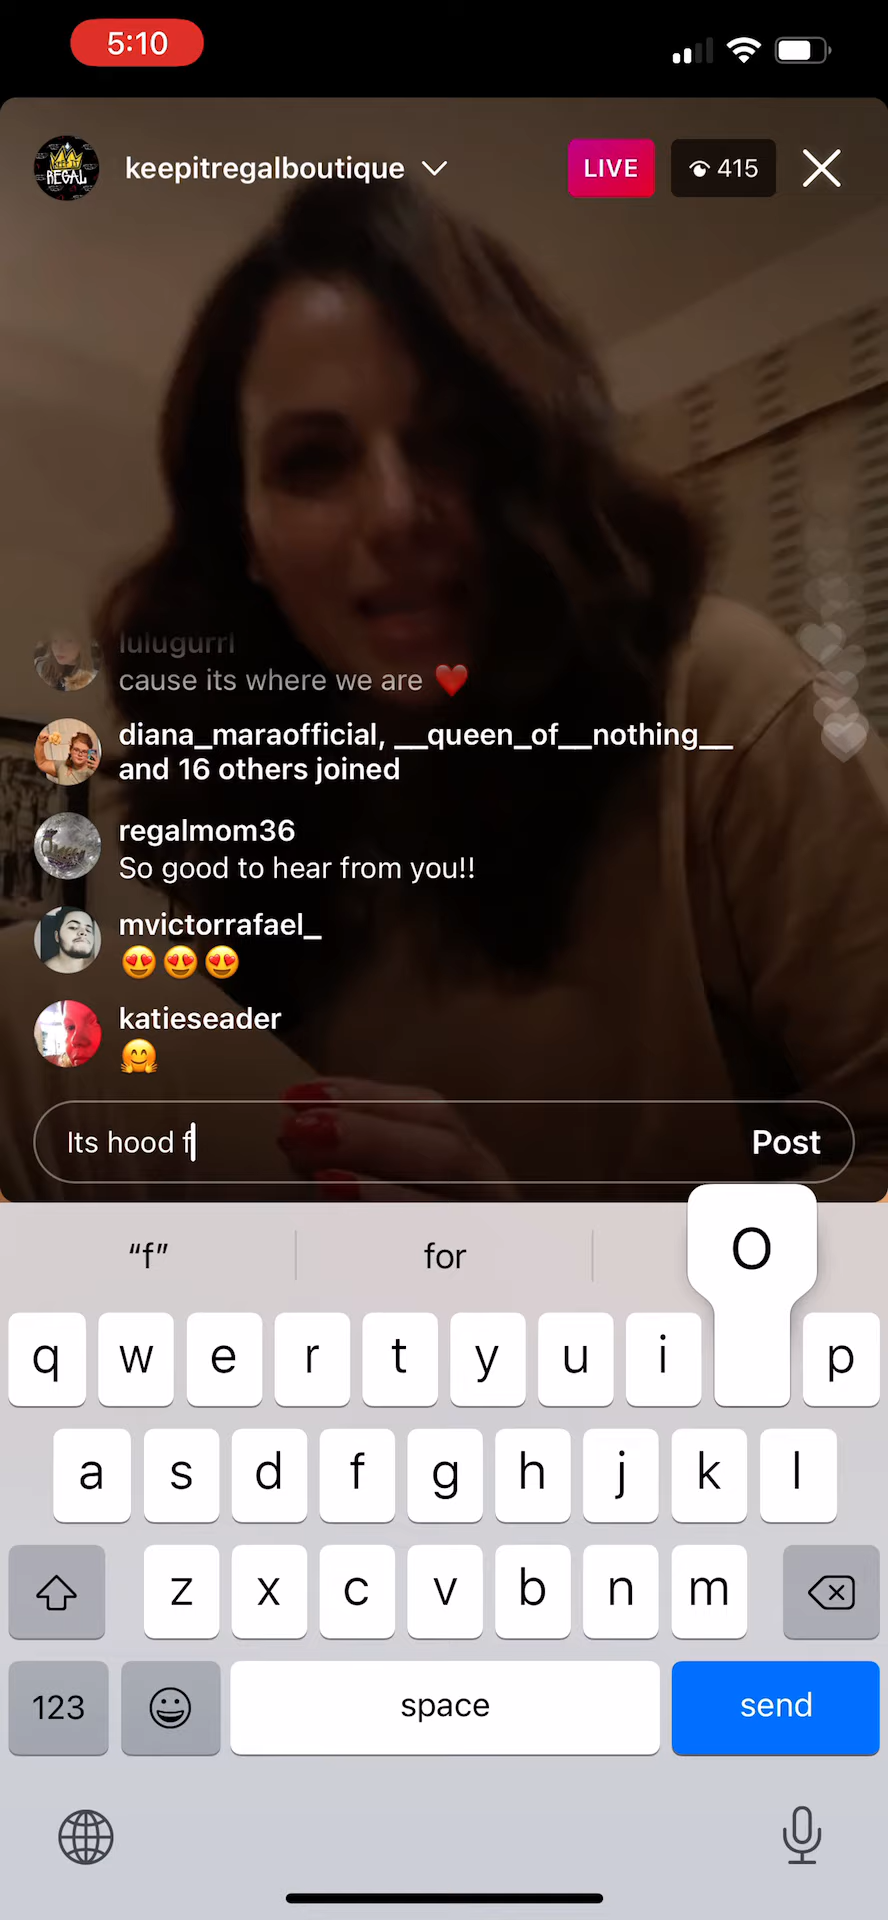 5:10
REGAL
keepitregalboutique
LIVE
415
lulugurrl
cause its where we are ❤️
diana_maraofficial, __queen_of__nothing__
and 16 others joined
regalmom36
So good to hear from you!!
mvictorrafael_
😍😍😍
katieseader
🤗
Its hood f
Post
“f”
for
O
q w e r t y u i p
a s d f g h j k l
z x c v b n m
123
space
send